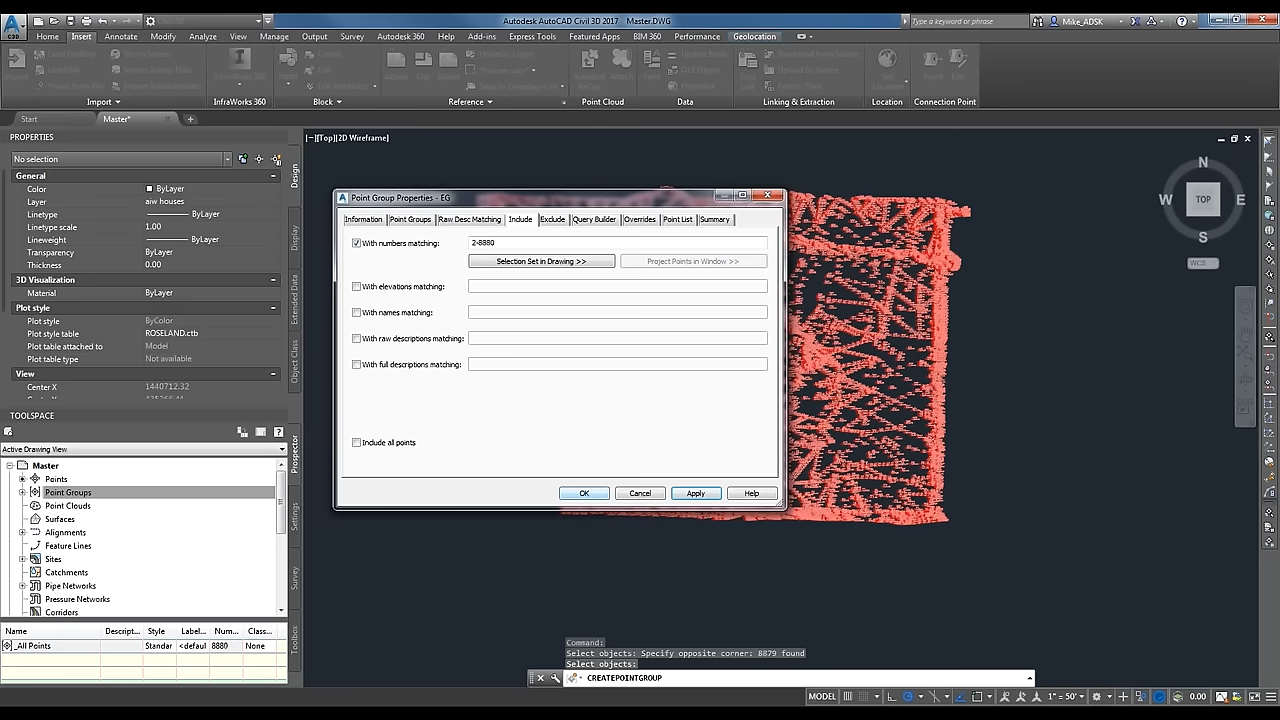 Autodesk AutoCAD Civil 3D 2017 Master.DWG
Type a keyword or phrase
Mike_ADSK
C3D
Home Insert Annotate Modify Analyze View Manage Output Survey Autodesk 360 Help Add-ins Express Tools Featured Apps BIM 360 Performance Geolocation
Import InfraWorks 360 Block Reference Point Cloud Data Linking & Extraction Location Connection Point
Start Master*
PROPERTIES
No selection
General
Color ByLayer
Layer aiw houses
Linetype ByLayer
Linetype scale 1.00
Lineweight ByLayer
Transparency ByLayer
Thickness 0.00
3D Visualization
Material ByLayer
Plot style
Plot style ByColor
Plot style table ROSELAND.ctb
Plot table attached to Model
Plot table type Not available
View
Center X 1440712.32
Design
Display
Extended Data
Object Class
TOOLSPACE
Active Drawing View
Master
Points
Point Groups
Point Clouds
Surfaces
Alignments
Feature Lines
Sites
Catchments
Pipe Networks
Pressure Networks
Corridors
Prospector
Settings
Survey
Toolbox
Name Descript... Style Label... Num... Class...
_All Points Standar <defaul 8880 None
[−][Top][2D Wireframe]
N
W TOP E
S
WCS
Point Group Properties - EG
Information Point Groups Raw Desc Matching Include Exclude Query Builder Overrides Point List Summary
With numbers matching: 2-8880
Selection Set in Drawing >> Project Points in Window >>
With elevations matching:
With names matching:
With raw descriptions matching:
With full descriptions matching:
Include all points
OK Cancel Apply Help
Command:
Select objects: Specify opposite corner: 8879 found
Select objects:
CREATEPOINTGROUP
MODEL 1" = 50' 0.00